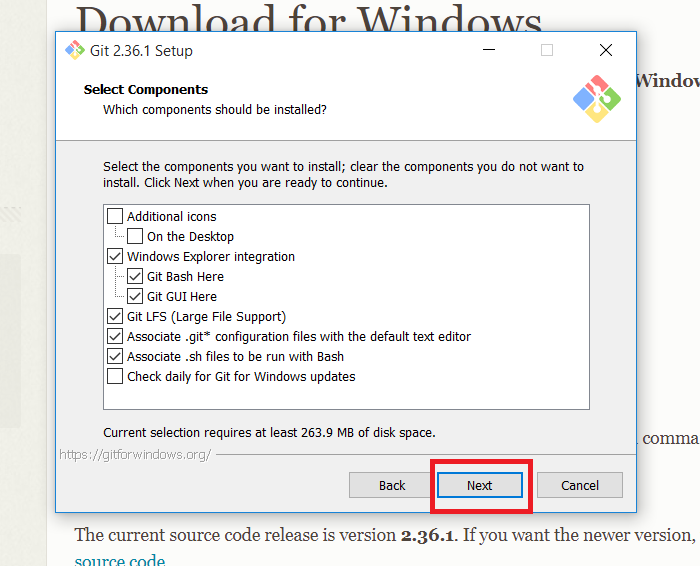 Download for Windows
Git 2.36.1 Setup
Window
Select Components
Which components should be installed?
Select the components you want to install; clear the components you do not want to
install. Click Next when you are ready to continue.
Additional icons
On the Desktop
Windows Explorer integration
Git Bash Here
Git GUI Here
Git LFS (Large File Support)
Associate .git* configuration files with the default text editor
Associate .sh files to be run with Bash
Check daily for Git for Windows updates
Current selection requires at least 263.9 MB of disk space.
comma
https://gitforwindows.org/
Back Next Cancel
The current source code release is version 2.36.1. If you want the newer version,
source code